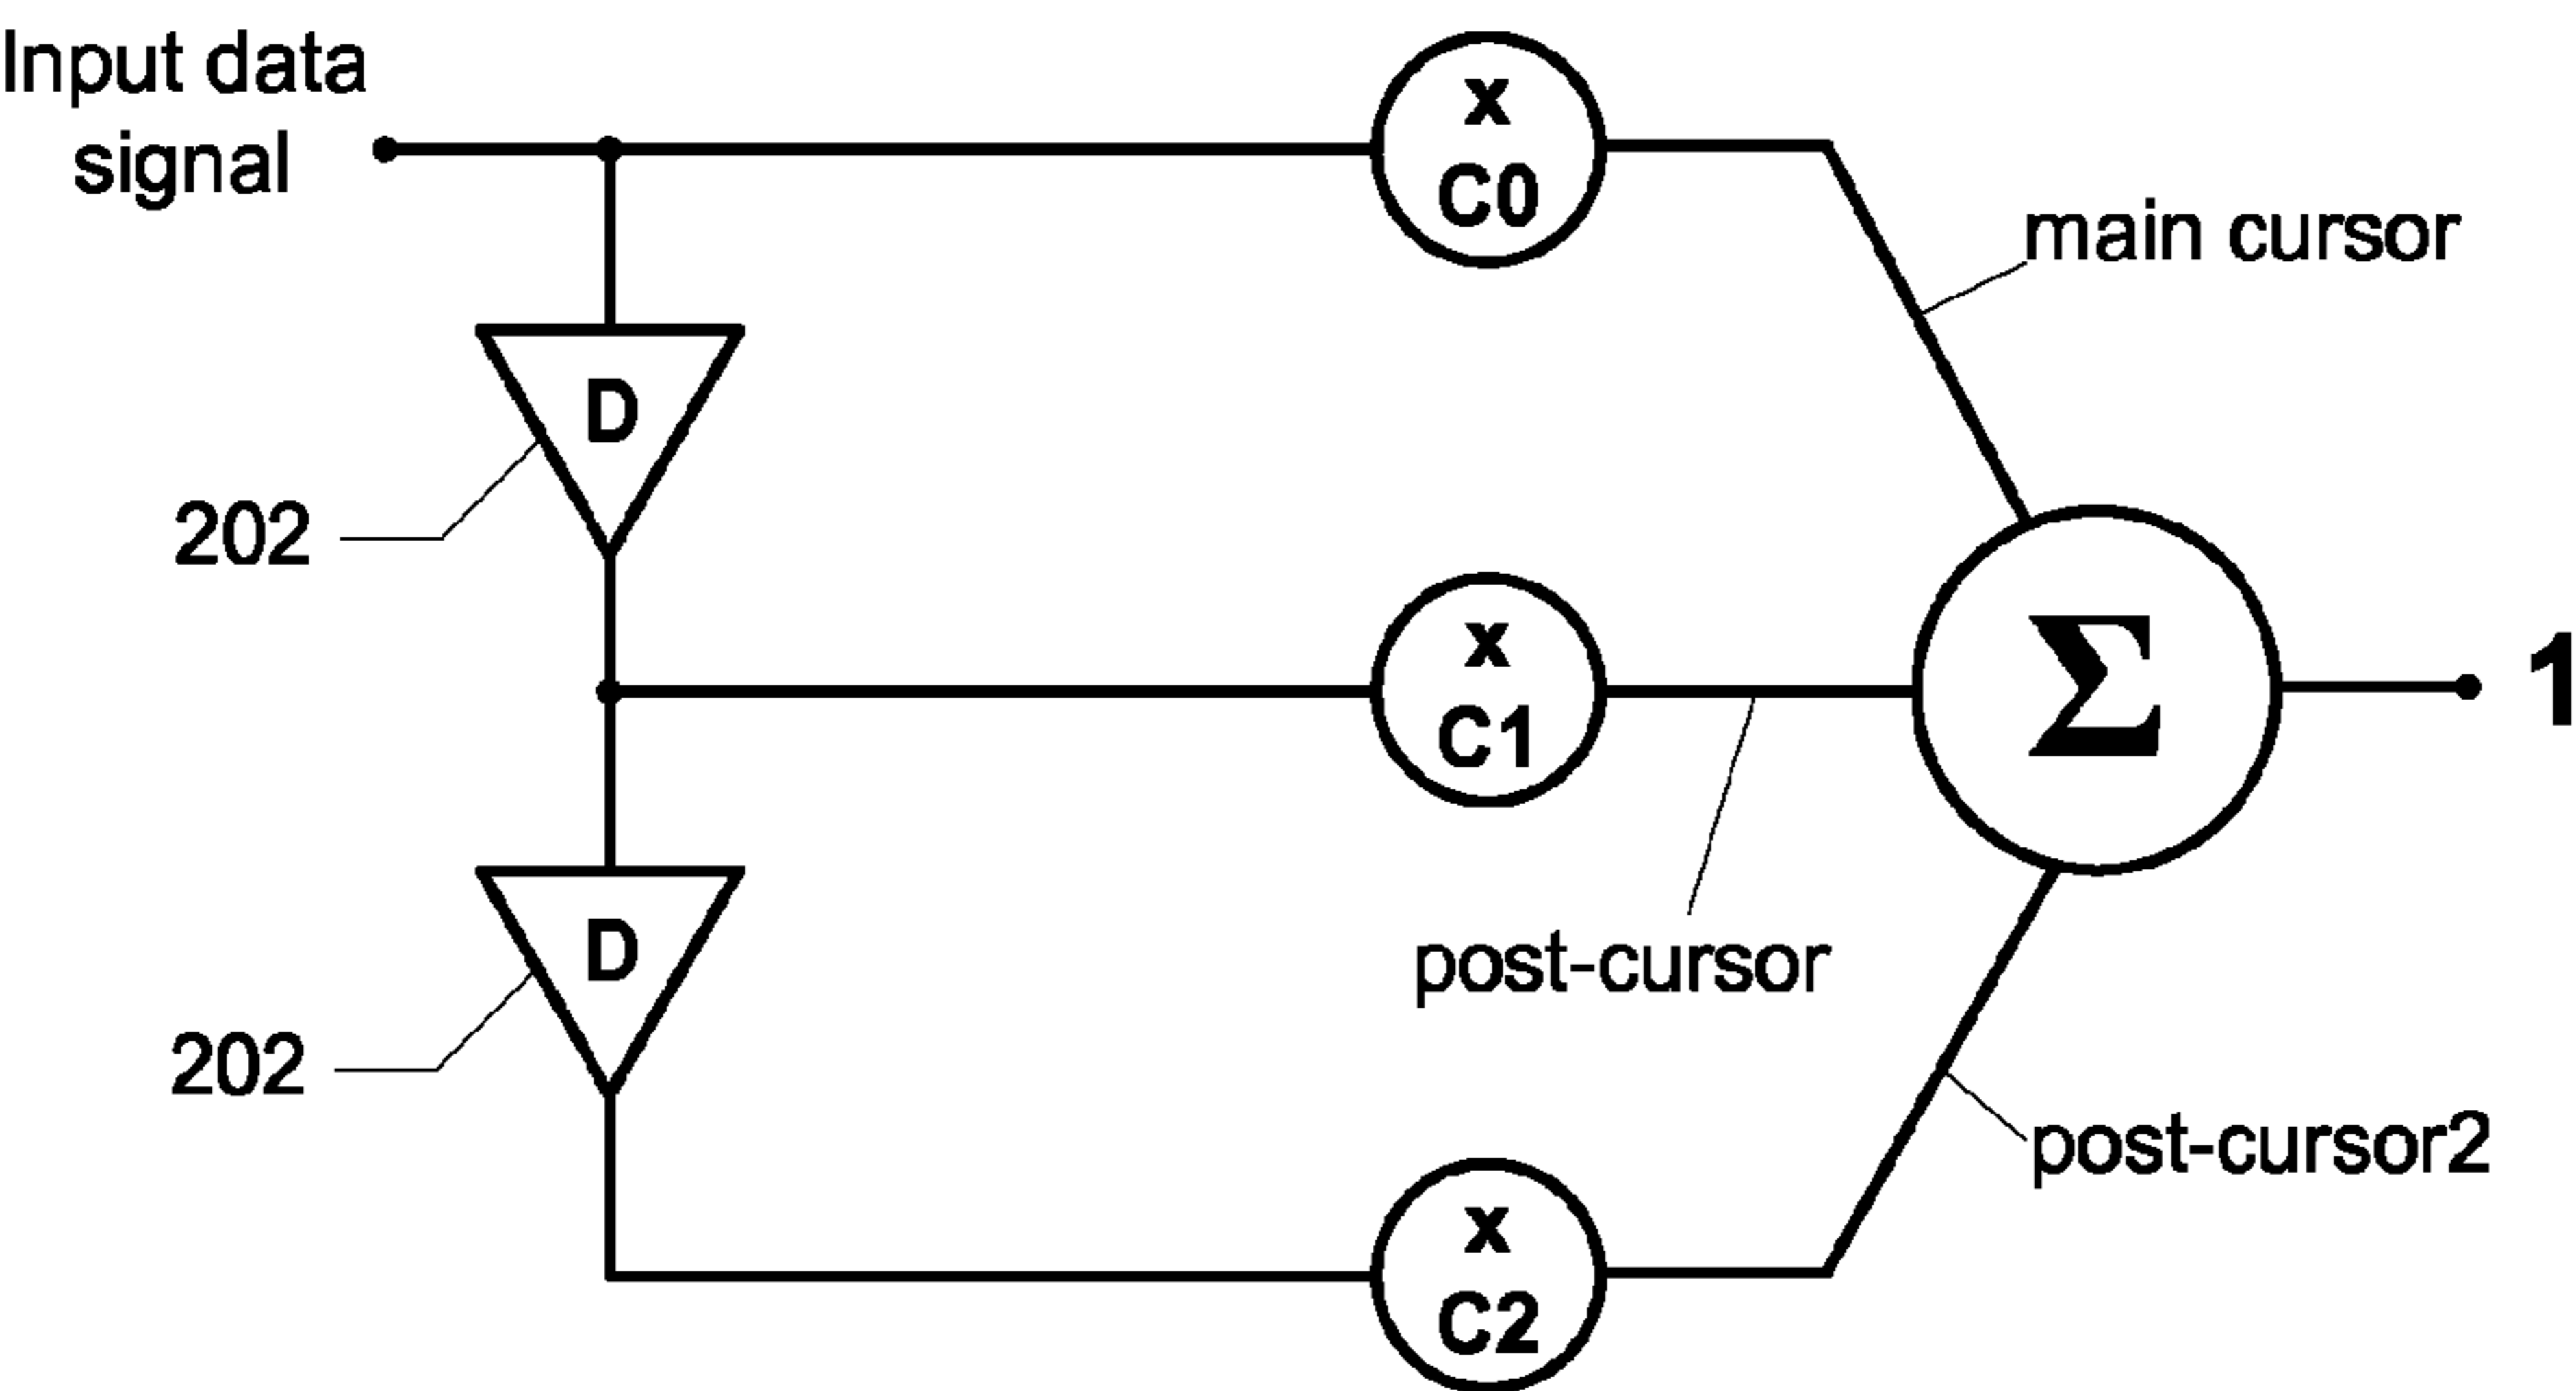 Input data
signal
x
C0
main cursor
D
202
x
C1
Σ
1
post-cursor
D
202
post-cursor2
x
C2